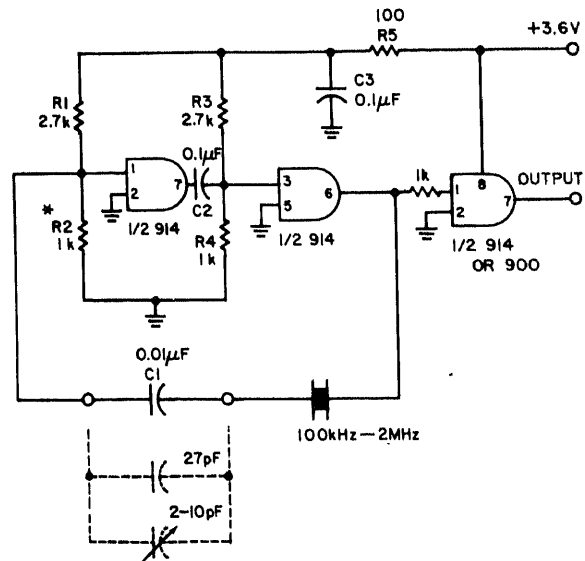 100
R5
+3.6V
R1
2.7k
R3
2.7k
C3
0.1μF
0.1μF
C2
1
2
7
3
5
6
1k
1
2
8
7
OUTPUT
*
R2
1k
1/2 914
R4
1k
1/2 914
1/2 914
OR 900
0.01μF
C1
100kHz–2MHz
27pF
2-10pF